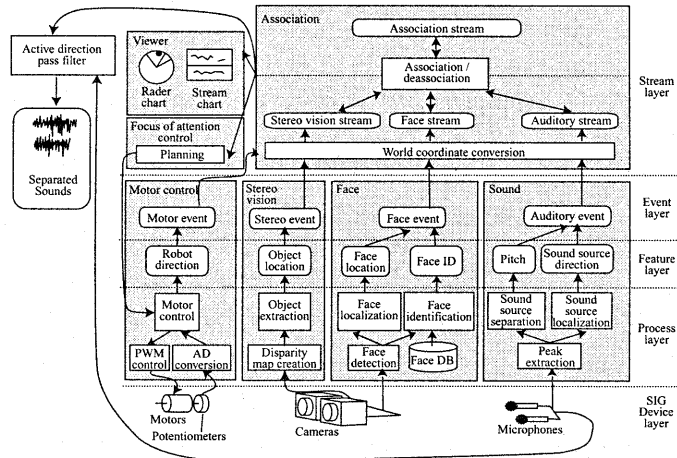 Active direction
pass filter
Separated
Sounds
Viewer
Rader
chart
Stream
chart
Focus of attention
control
Planning
Association
Association stream
Association /
deassociation
Stereo vision stream
Face stream
Auditory stream
World coordinate conversion
Stream
layer
Motor control
Motor event
Robot
direction
Motor
control
PWM
control
AD
conversion
Motors
Potentiometers
Stereo
vision
Stereo event
Object
location
Object
extraction
Disparity
map creation
Cameras
Face
Face event
Face
location
Face ID
Face
localization
Face
identification
Face
detection
Face DB
Sound
Auditory event
Pitch
Sound source
direction
Sound
source
separation
Sound
source
localization
Peak
extraction
Microphones
Event
layer
Feature
layer
Process
layer
SIG
Device
layer